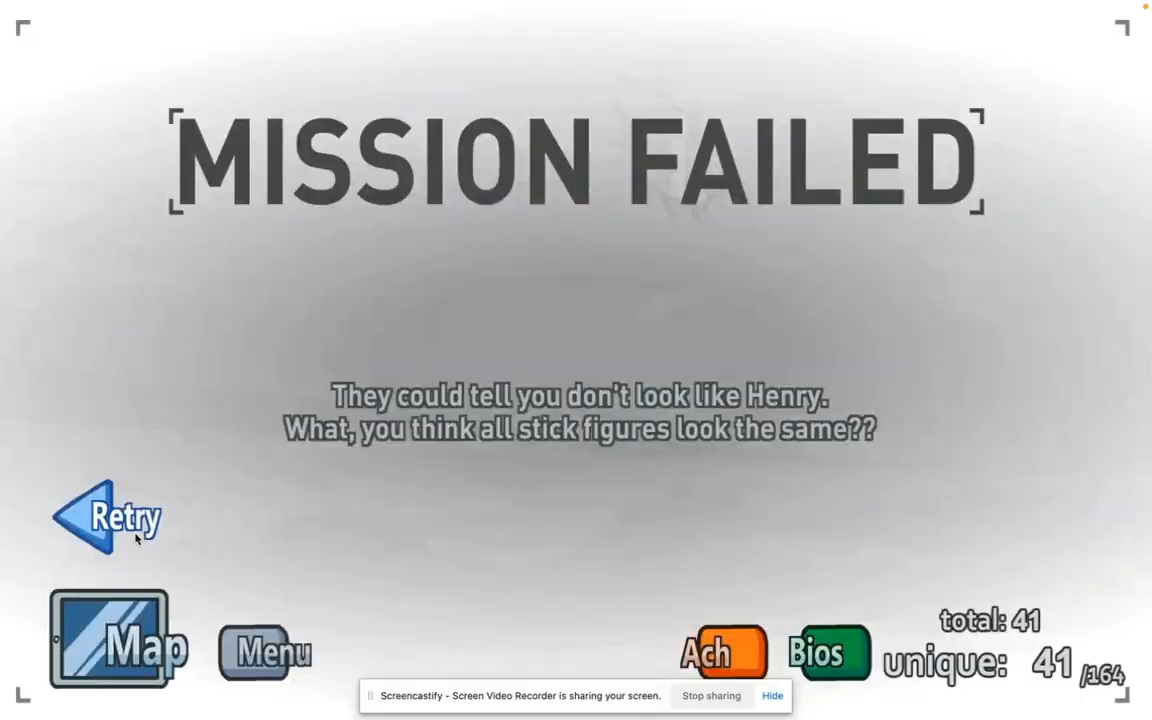 MISSION FAILED
They could tell you don't look like Henry.
What, you think all stick figures look the same??
Retry
Map
Menu
Ach
Bios
total: 41
unique: 41 /164
Screencastify - Screen Video Recorder is sharing your screen.
Stop sharing
Hide